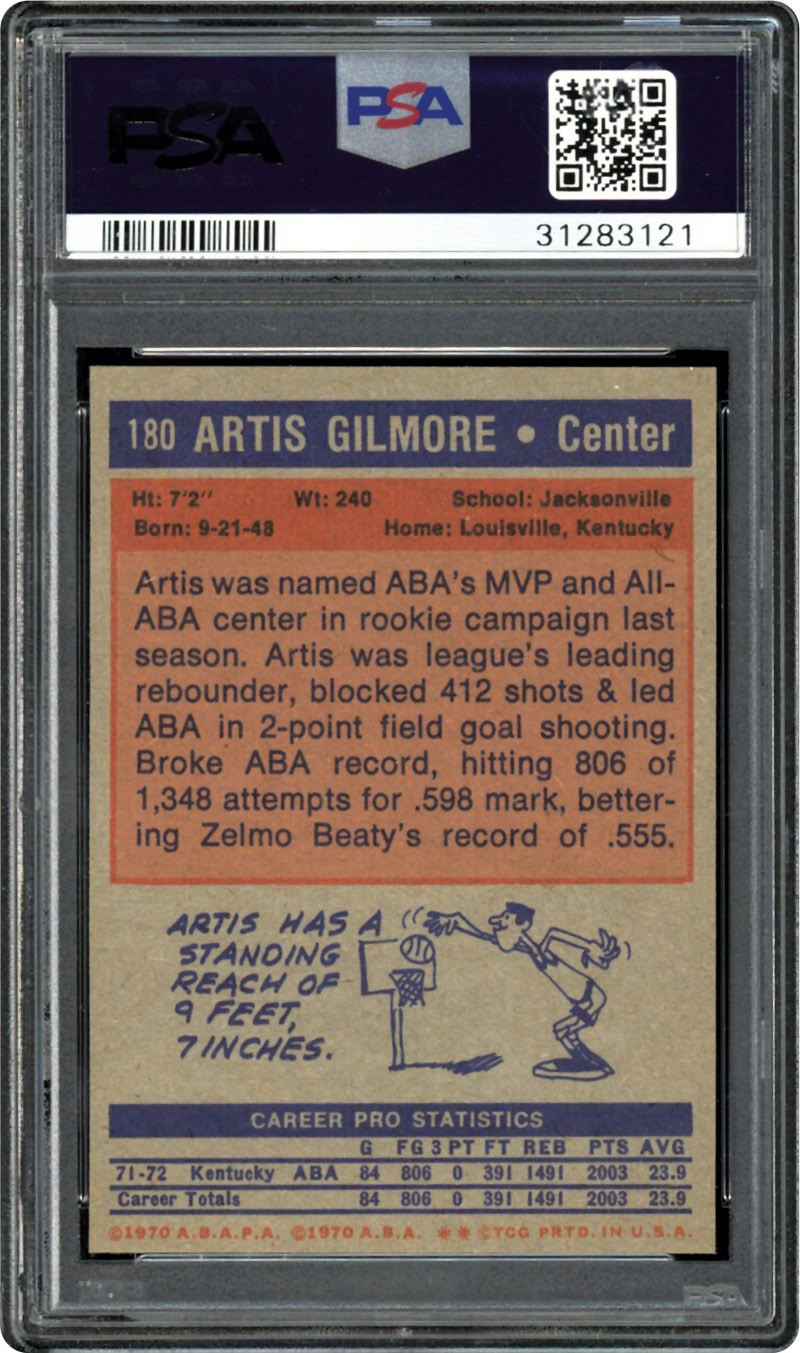 PSA PSA
31283121
180 ARTIS GILMORE • Center
Ht: 7'2'' Wt: 240 School: Jacksonville
Born: 9-21-48 Home: Louisville, Kentucky
Artis was named ABA's MVP and All-
ABA center in rookie campaign last
season. Artis was league's leading
rebounder, blocked 412 shots & led
ABA in 2-point field goal shooting.
Broke ABA record, hitting 806 of
1,348 attempts for .598 mark, better-
ing Zelmo Beaty's record of .555.
ARTIS HAS A
STANDING
REACH OF
9 FEET,
7 INCHES.
CAREER PRO STATISTICS
G FG 3 PT FT REB PTS AVG
71-72 Kentucky ABA 84 806 0 391 1491 2003 23.9
Career Totals 84 806 0 391 1491 2003 23.9
©1970 A.B.A.P.A. ©1970 A.B.A. ** ©TCG PRTD. IN U.S.A.
PSA